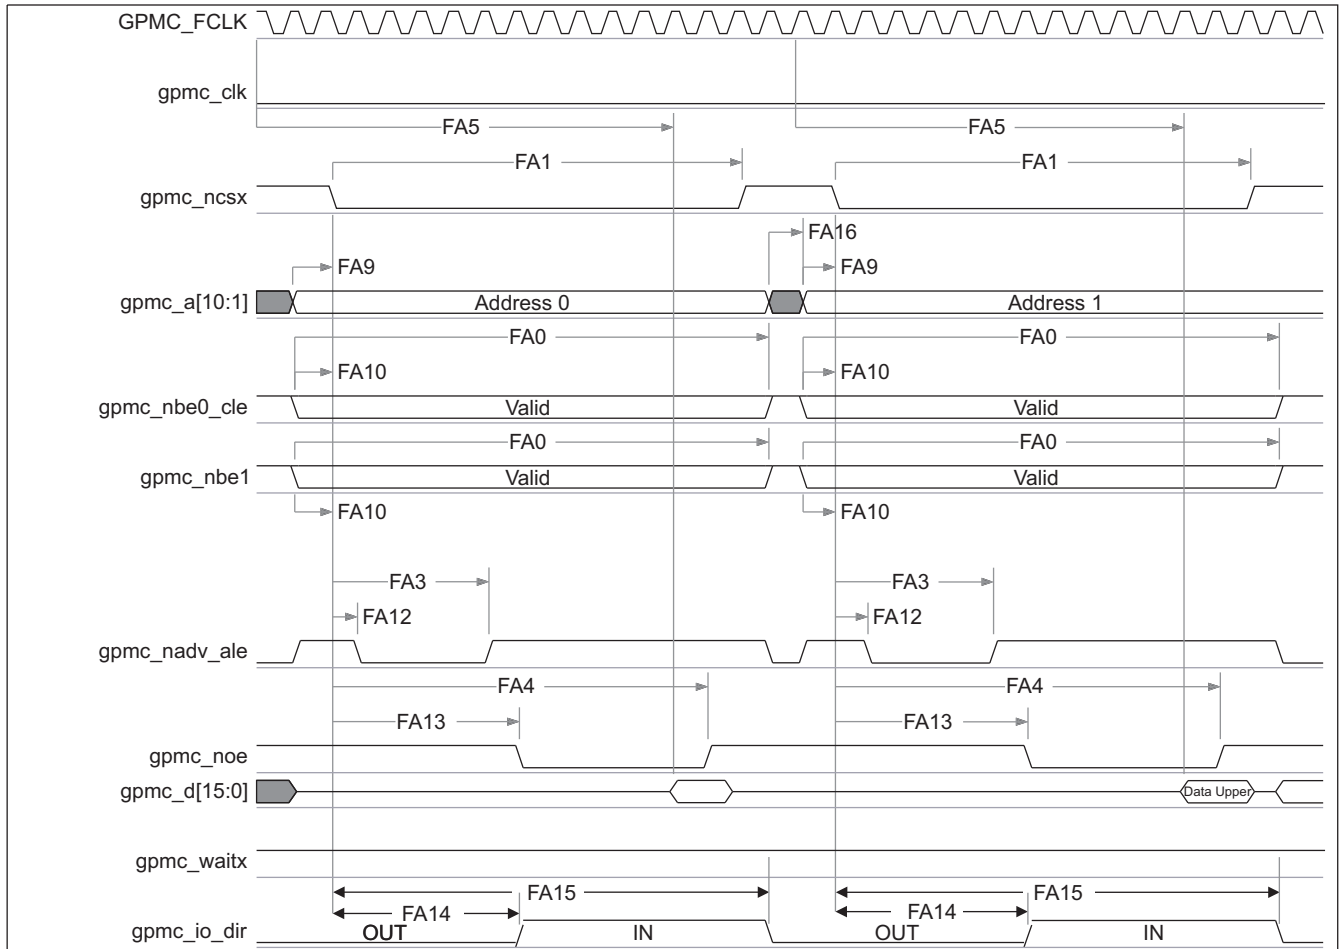 GPMC_FCLK
gpmc_clk
FA5 FA5
FA1 FA1
gpmc_ncsx
FA16
FA9 FA9
gpmc_a[10:1] Address 0 Address 1
FA0 FA0
FA10 FA10
gpmc_nbe0_cle Valid Valid
FA0 FA0
gpmc_nbe1 Valid Valid
FA10 FA10
FA3 FA3
FA12 FA12
gpmc_nadv_ale
FA4 FA4
FA13 FA13
gpmc_noe
gpmc_d[15:0] Data Upper
gpmc_waitx
FA15 FA15
FA14 FA14
gpmc_io_dir OUT IN OUT IN